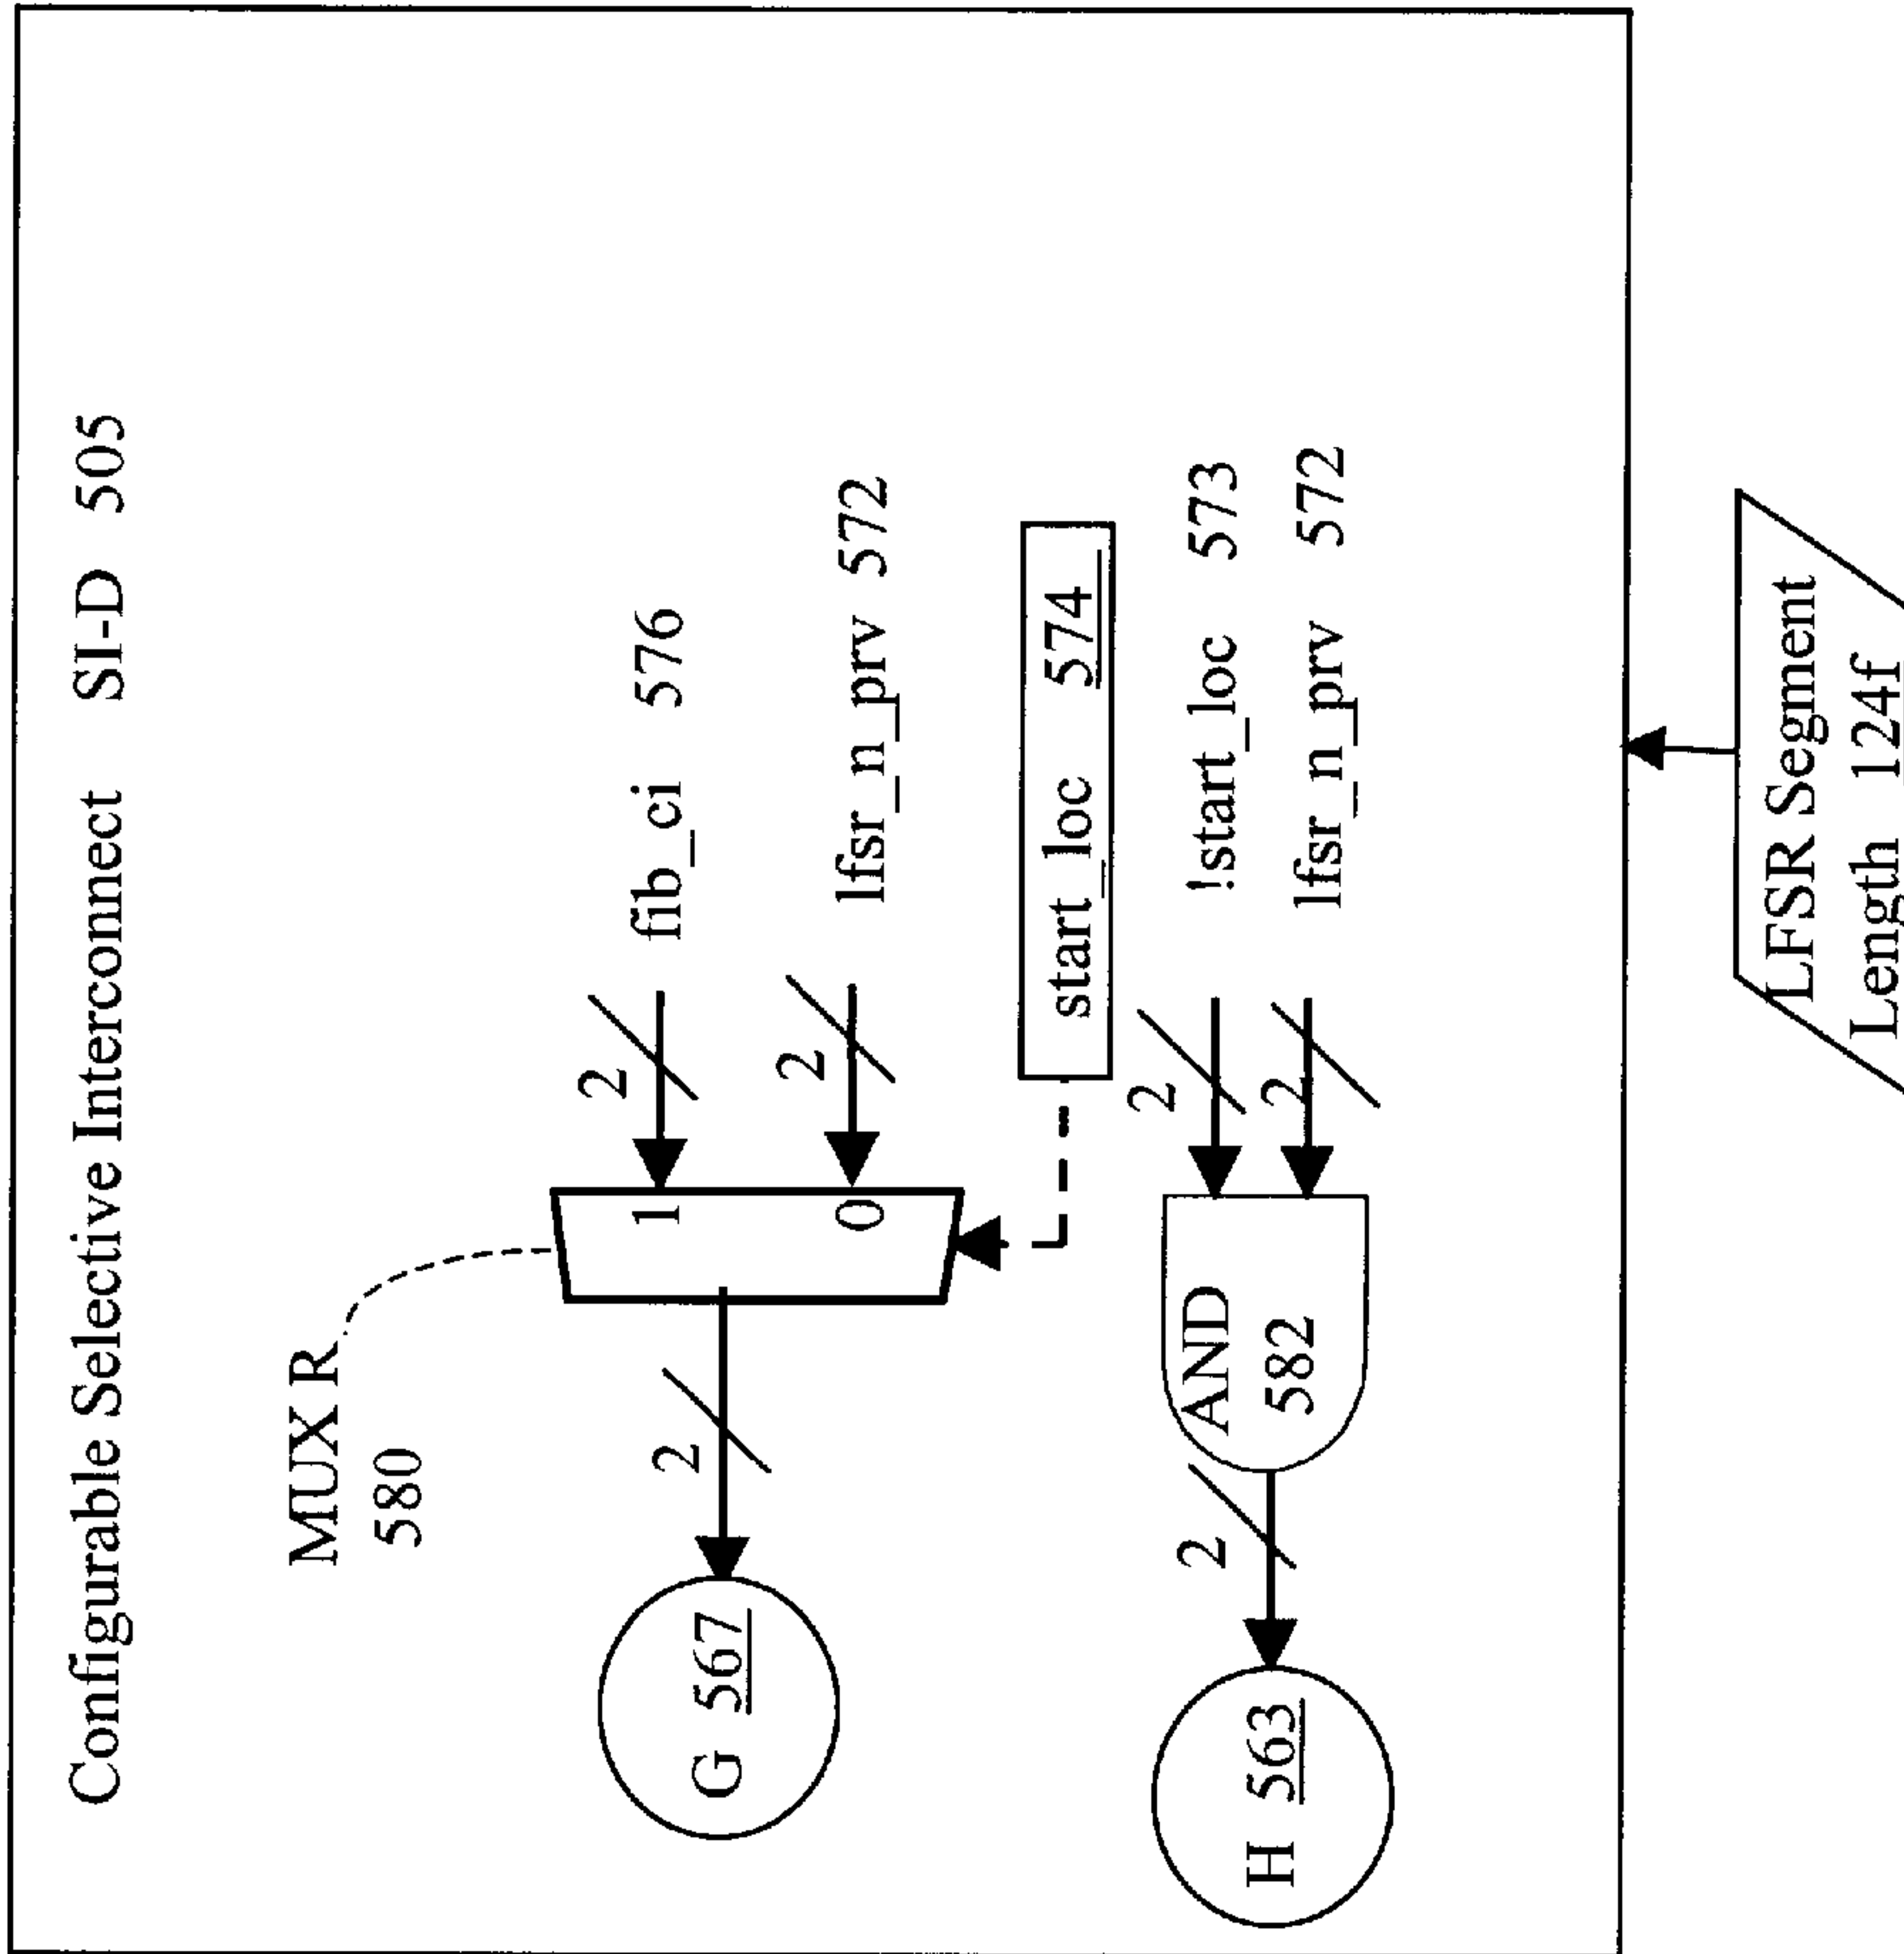 Configurable Selective Interconnect SI-D 505
MUX R
580
G 567
2
1
0
2
fib_ci 576
2
lfsr_n_prv 572
start_loc 574
H 563
2
AND
582
2
!start_loc 573
2
lfsr_n_prv 572
LFSR Segment
Length 124f